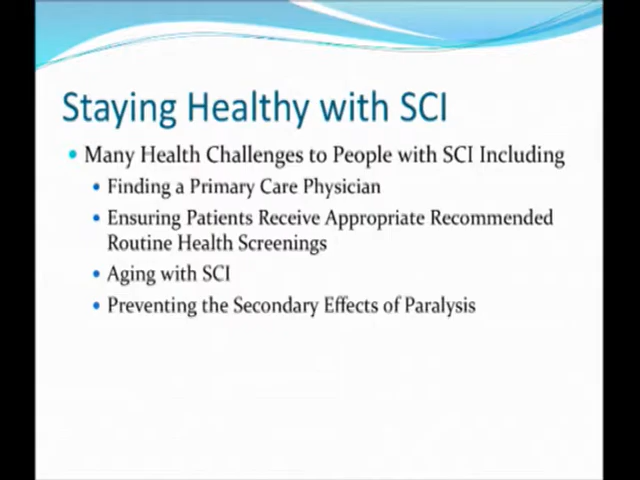 Staying Healthy with SCI
• Many Health Challenges to People with SCI Including
• Finding a Primary Care Physician
• Ensuring Patients Receive Appropriate Recommended
Routine Health Screenings
• Aging with SCI
• Preventing the Secondary Effects of Paralysis